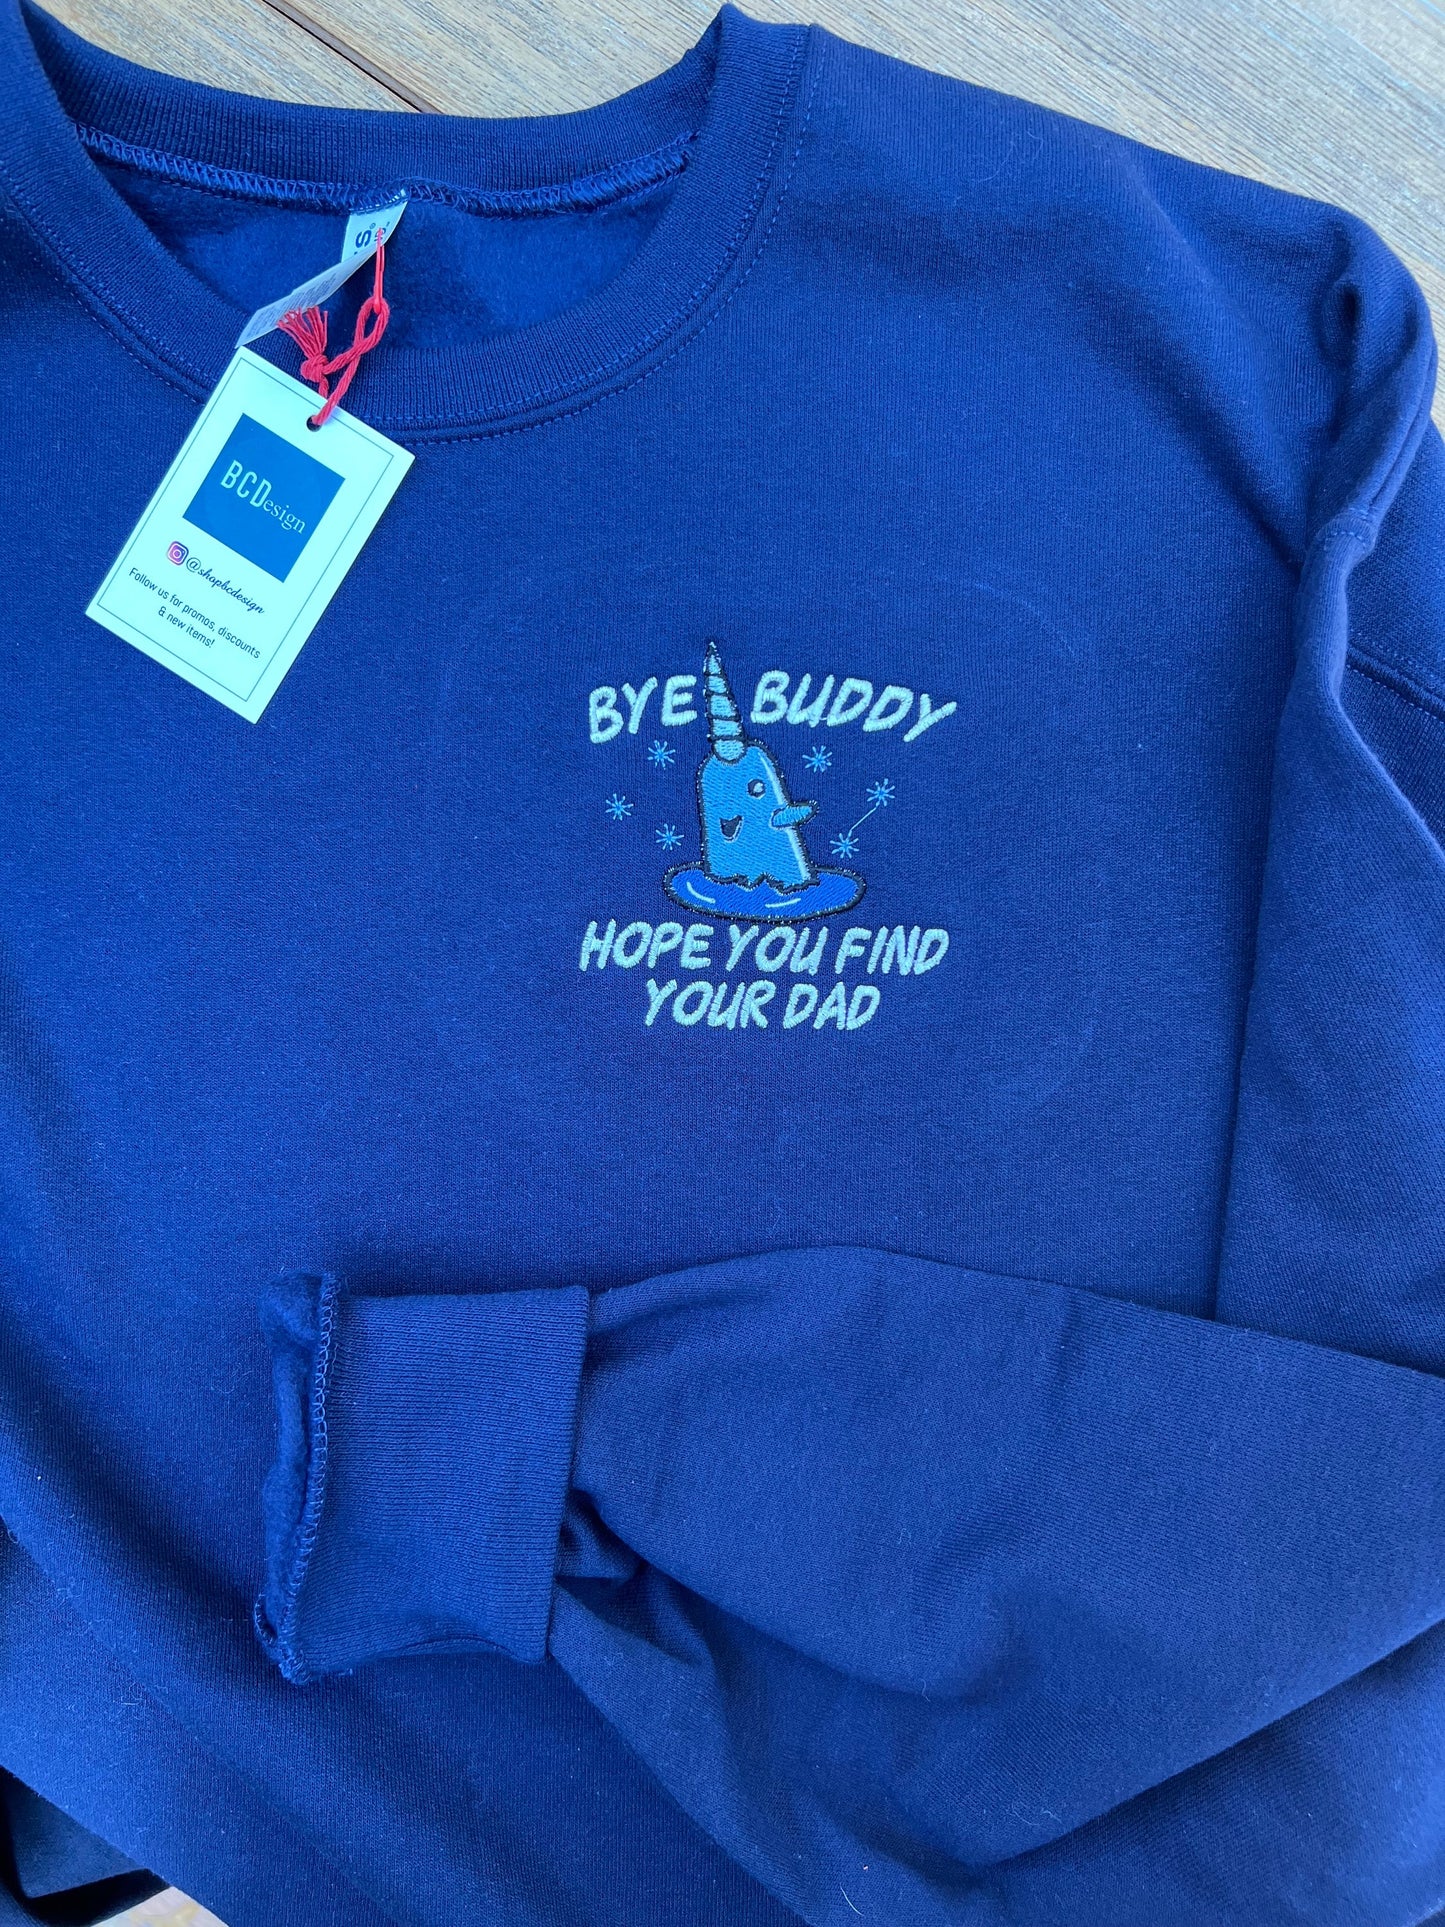 BCDesign
@shopbcdesign
Follow us for promos, discounts
& new items!
BYE BUDDY
HOPE YOU FIND
YOUR DAD